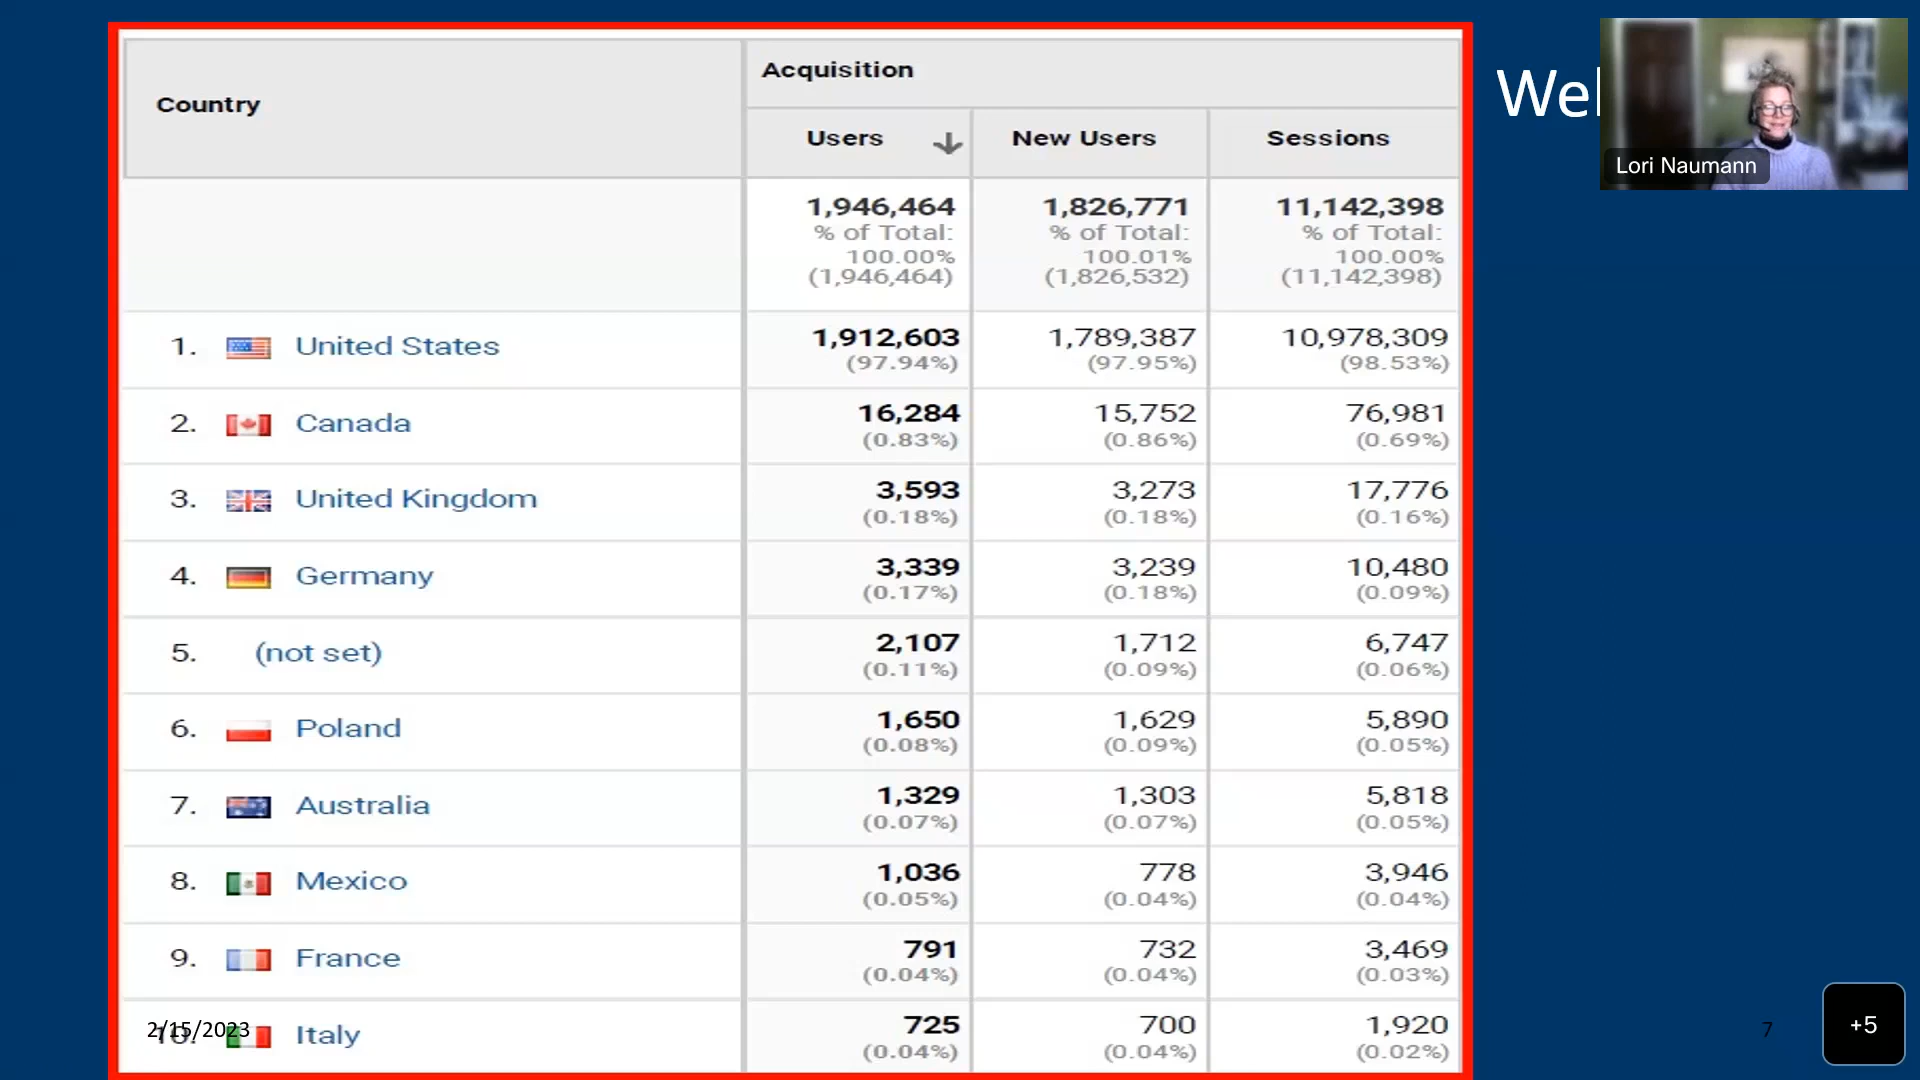 Acquisition
Country
Users New Users Sessions
1,946,464 1,826,771 11,142,398
% of Total: % of Total: % of Total:
100.00% 100.01% 100.00%
(1,946,464) (1,826,532) (11,142,398)
1. United States 1,912,603 1,789,387 10,978,309
(97.94%) (97.95%) (98.53%)
2. Canada 16,284 15,752 76,981
(0.83%) (0.86%) (0.69%)
3. United Kingdom 3,593 3,273 17,776
(0.18%) (0.18%) (0.16%)
4. Germany 3,339 3,239 10,480
(0.17%) (0.18%) (0.09%)
5. (not set) 2,107 1,712 6,747
(0.11%) (0.09%) (0.06%)
6. Poland 1,650 1,629 5,890
(0.08%) (0.09%) (0.05%)
7. Australia 1,329 1,303 5,818
(0.07%) (0.07%) (0.05%)
8. Mexico 1,036 778 3,946
(0.05%) (0.04%) (0.04%)
9. France 791 732 3,469
(0.04%) (0.04%) (0.03%)
10. Italy 725 700 1,920
(0.04%) (0.04%) (0.02%)
2/15/2023
Lori Naumann
7
+5